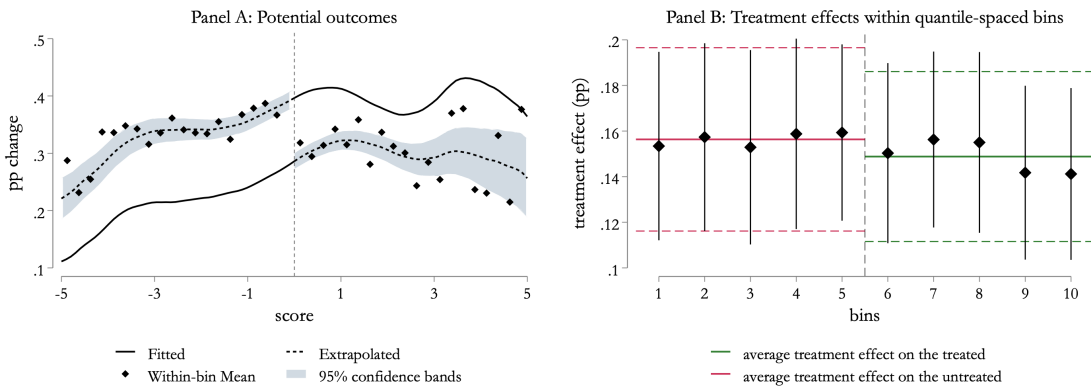 Panel A: Potential outcomes
.5
.4
.3
.2
.1
pp change
-5
-3
-1
1
3
5
score
Fitted
Extrapolated
Within-bin Mean
95% confidence bands
Panel B: Treatment effects within quantile-spaced bins
.2
.18
.16
.14
.12
.1
treatment effect (pp)
1
2
3
4
5
6
7
8
9
10
bins
average treatment effect on the treated
average treatment effect on the untreated